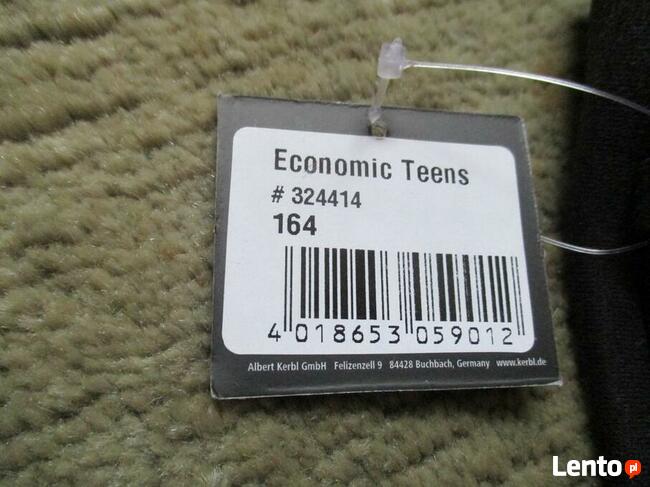 Economic Teens
# 324414
164
4 018653 059012
Albert Kerbl GmbH Felizenzell 9 84428 Buchbach, Germany www.kerbl.de
Lento.pl